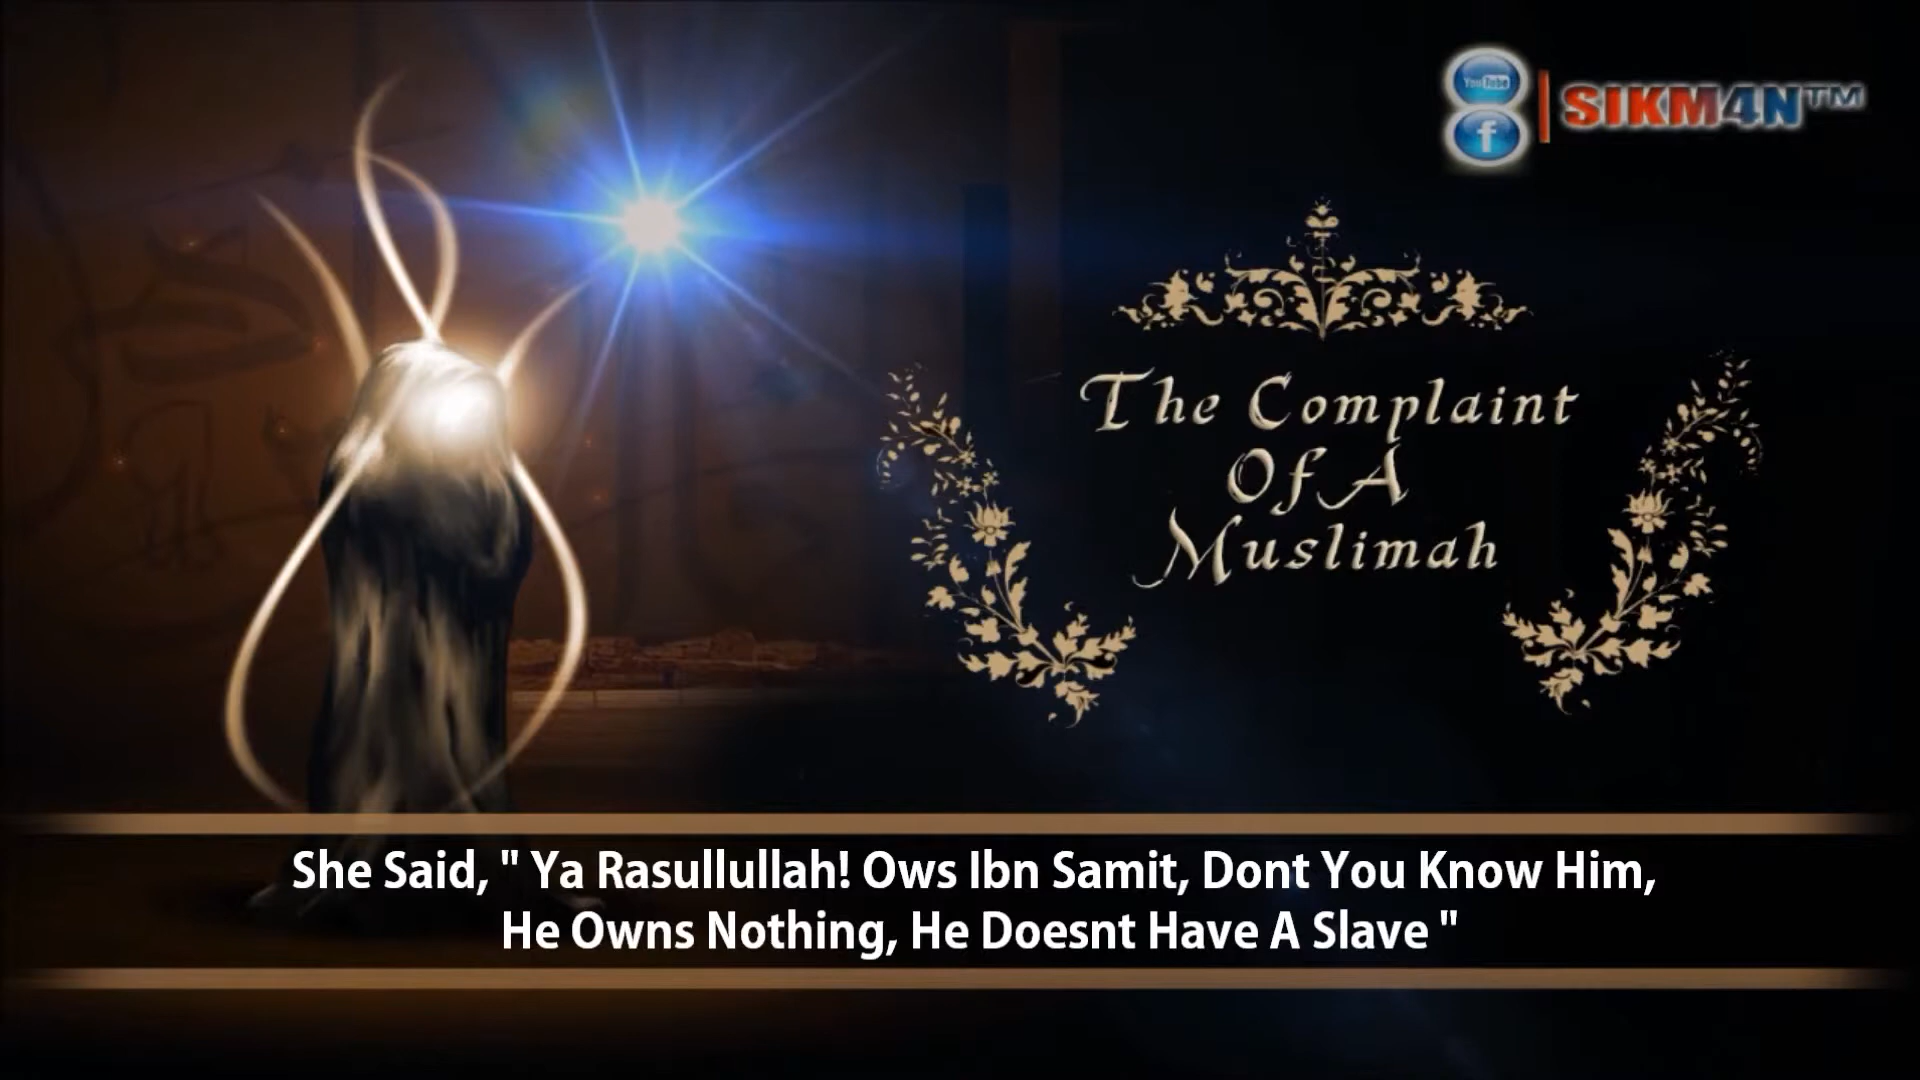 YouTube
f
SIKM4N™
The Complaint
Of A
Muslimah
She Said, " Ya Rasullullah! Ows Ibn Samit, Dont You Know Him,
He Owns Nothing, He Doesnt Have A Slave "